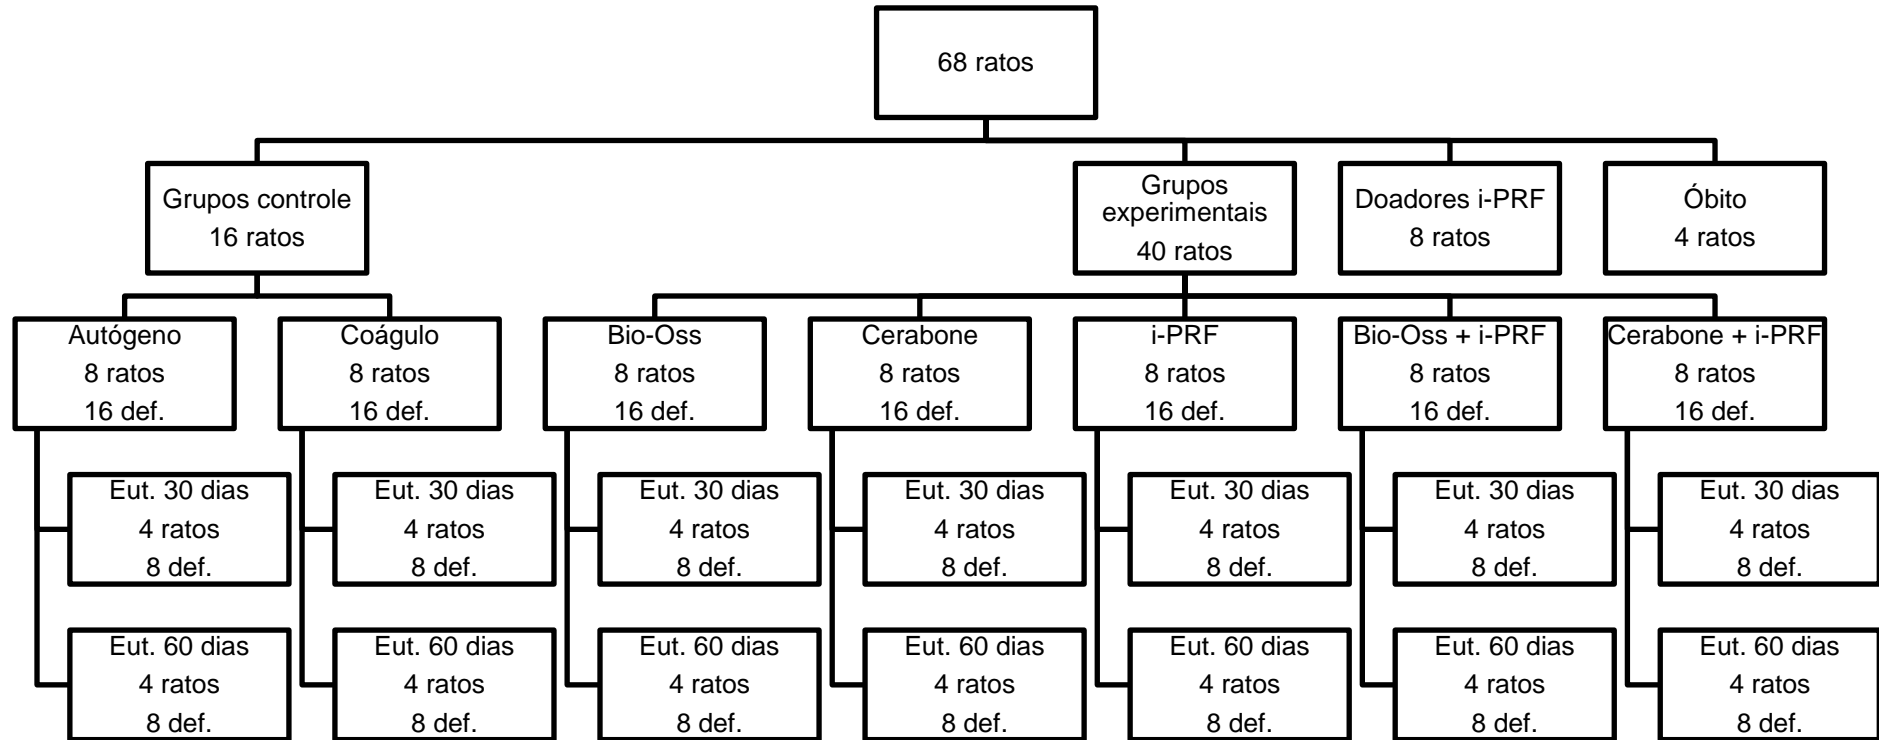 68 ratos
Grupos controle
16 ratos
Grupos
experimentais
40 ratos
Doadores i-PRF
8 ratos
Óbito
4 ratos
Autógeno
8 ratos
16 def.
Coágulo
8 ratos
16 def.
Bio-Oss
8 ratos
16 def.
Cerabone
8 ratos
16 def.
i-PRF
8 ratos
16 def.
Bio-Oss + i-PRF
8 ratos
16 def.
Cerabone + i-PRF
8 ratos
16 def.
Eut. 30 dias
4 ratos
8 def.
Eut. 30 dias
4 ratos
8 def.
Eut. 30 dias
4 ratos
8 def.
Eut. 30 dias
4 ratos
8 def.
Eut. 30 dias
4 ratos
8 def.
Eut. 30 dias
4 ratos
8 def.
Eut. 30 dias
4 ratos
8 def.
Eut. 60 dias
4 ratos
8 def.
Eut. 60 dias
4 ratos
8 def.
Eut. 60 dias
4 ratos
8 def.
Eut. 60 dias
4 ratos
8 def.
Eut. 60 dias
4 ratos
8 def.
Eut. 60 dias
4 ratos
8 def.
Eut. 60 dias
4 ratos
8 def.